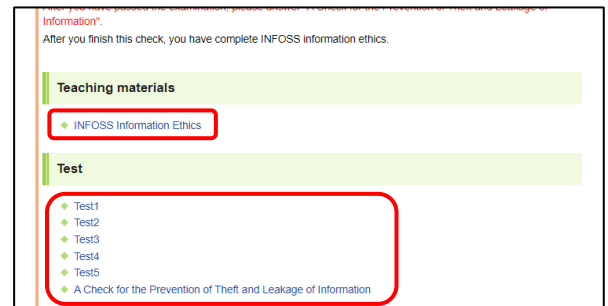 After you have passed the examination, please answer "A Check for the Prevention of Theft and Leakage of
Information".
After you finish this check, you have complete INFOSS information ethics.
Teaching materials
INFOSS Information Ethics
Test
Test1
Test2
Test3
Test4
Test5
A Check for the Prevention of Theft and Leakage of Information